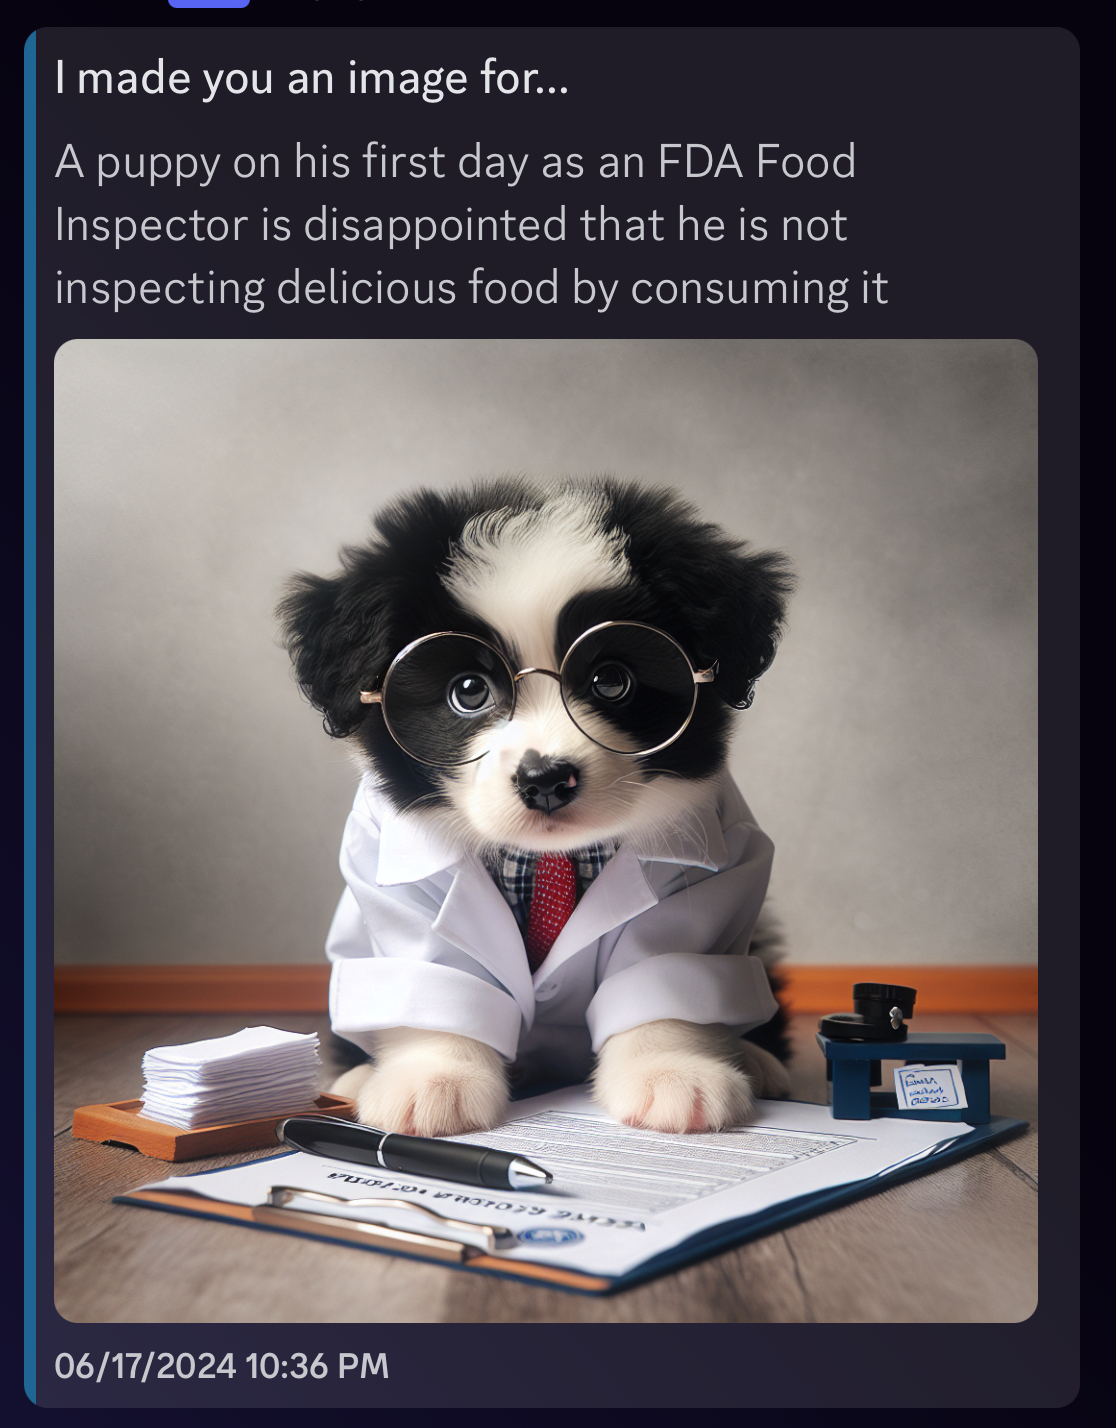 I made you an image for...
A puppy on his first day as an FDA Food
Inspector is disappointed that he is not
inspecting delicious food by consuming it
06/17/2024 10:36 PM